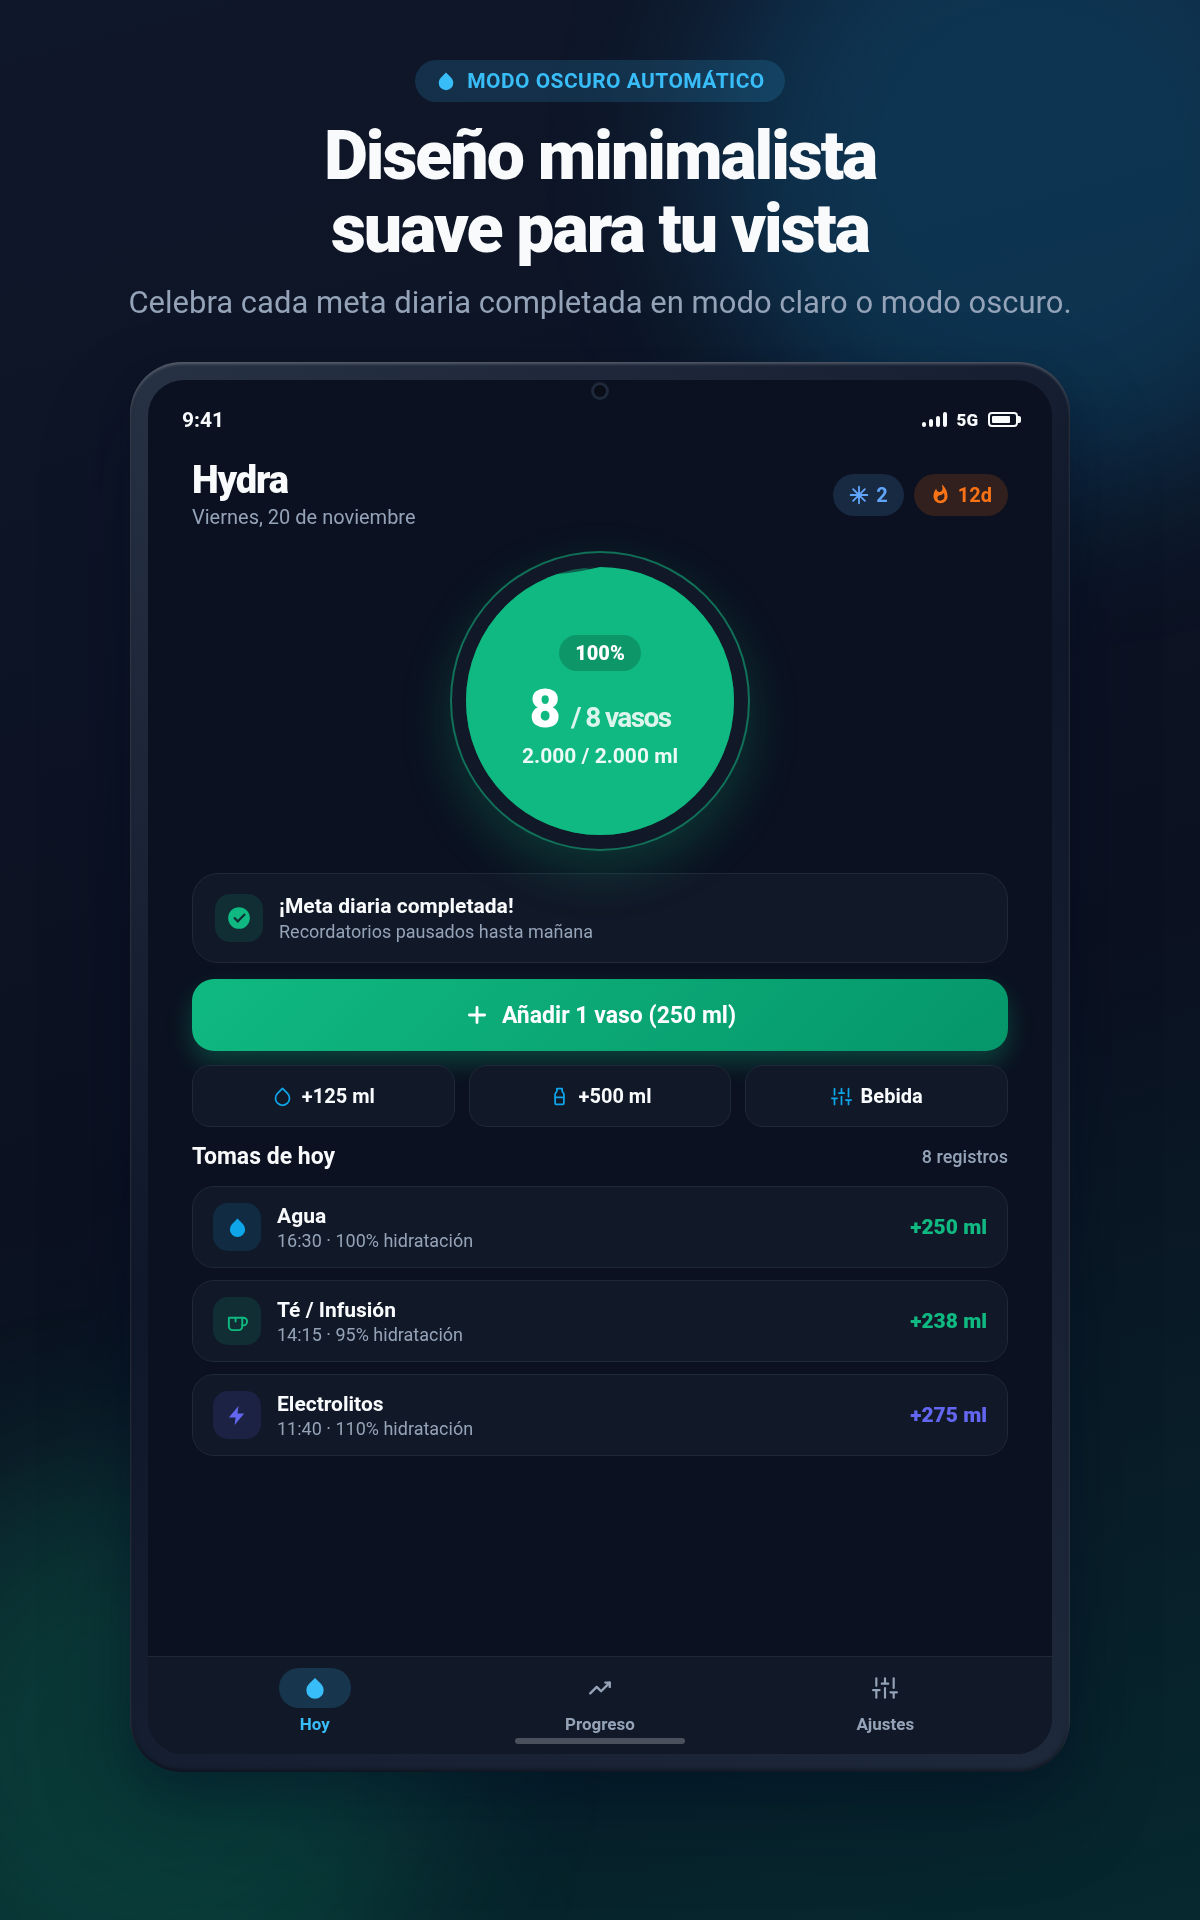 MODO OSCURO AUTOMÁTICO
Diseño minimalista
suave para tu vista
Celebra cada meta diaria completada en modo claro o modo oscuro.
9:41
5G
Hydra
Viernes, 20 de noviembre
2
12d
100%
8 / 8 vasos
2.000 / 2.000 ml
¡Meta diaria completada!
Recordatorios pausados hasta mañana
+ Añadir 1 vaso (250 ml)
+125 ml
+500 ml
Bebida
Tomas de hoy
8 registros
Agua
16:30 · 100% hidratación
+250 ml
Té / Infusión
14:15 · 95% hidratación
+238 ml
Electrolitos
11:40 · 110% hidratación
+275 ml
Hoy
Progreso
Ajustes